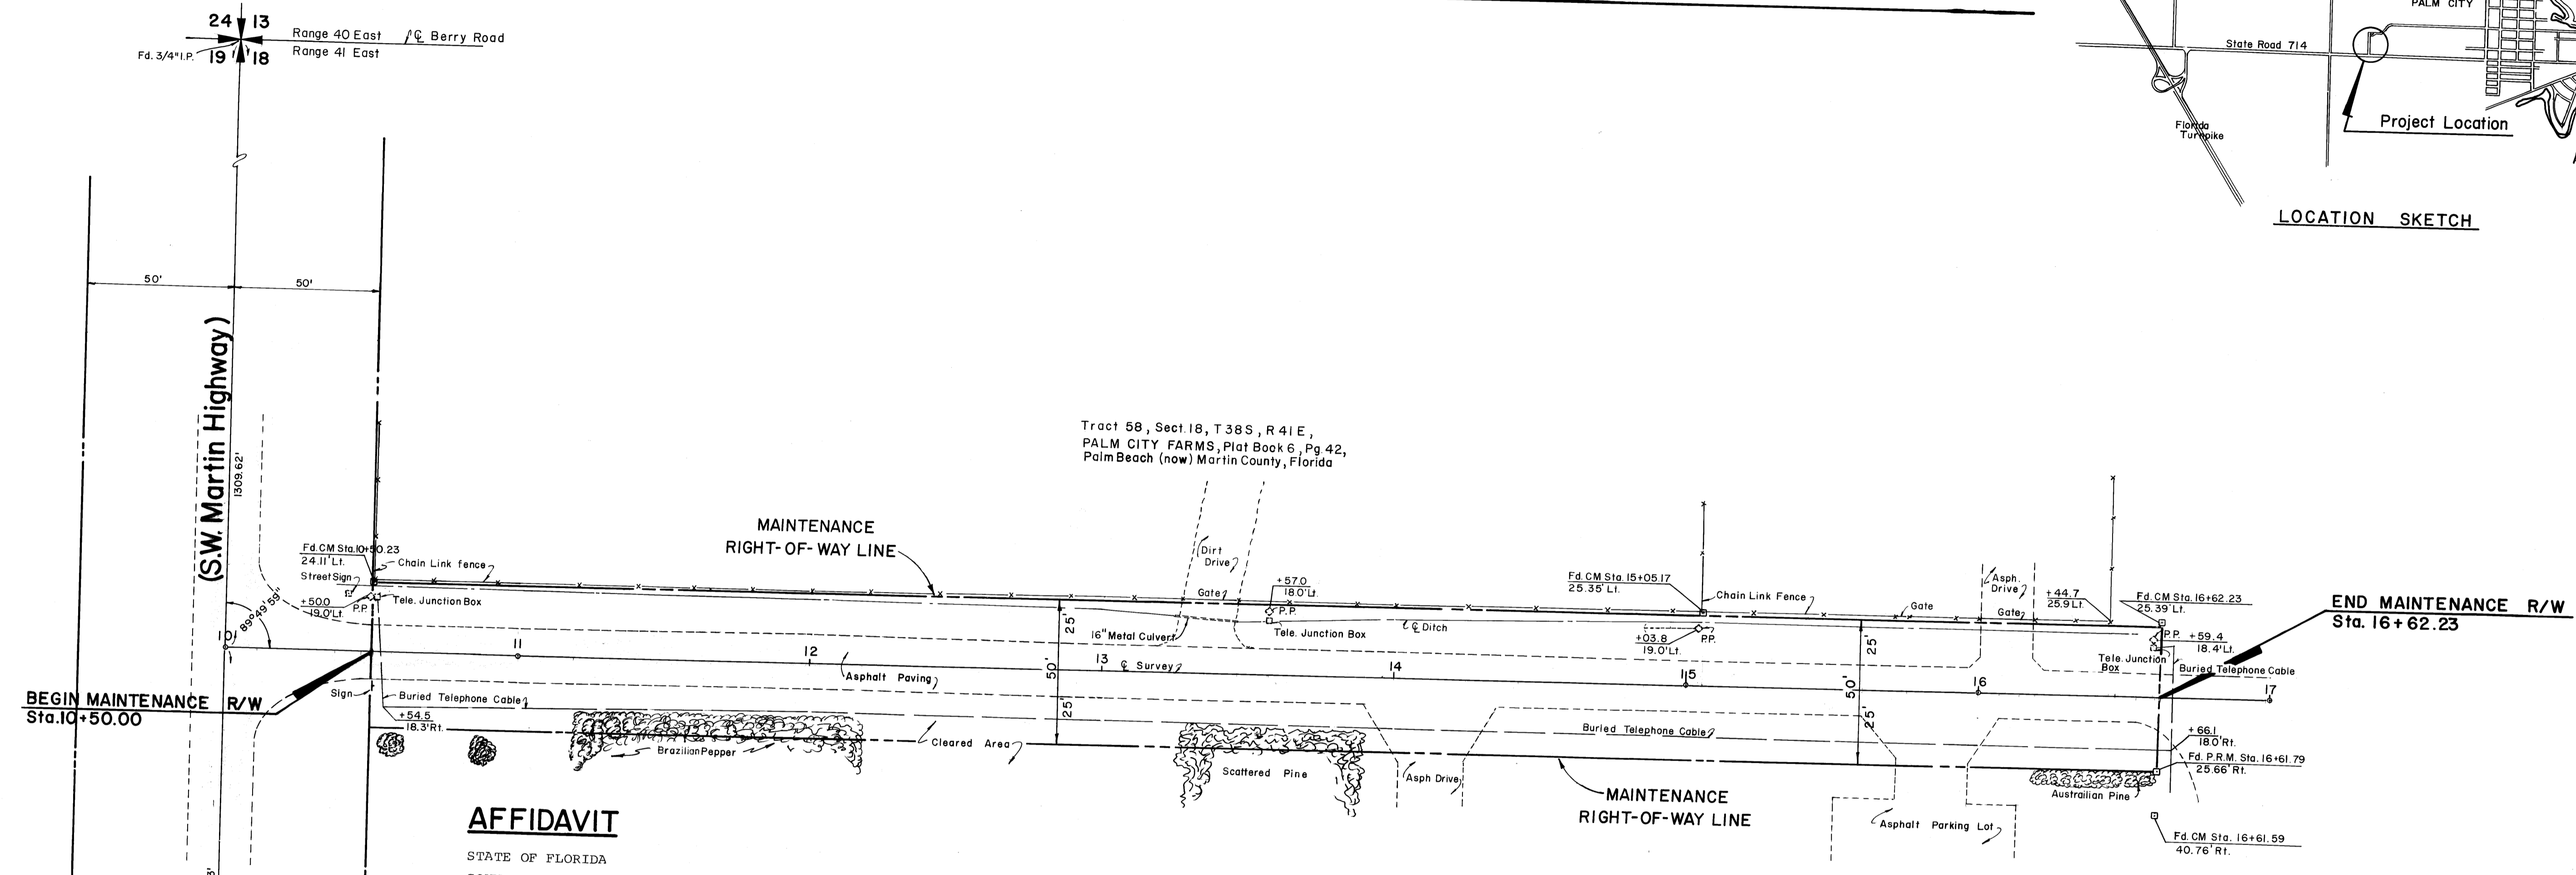 24 13
19 18
Fd. 3/4" I.P.
Range 40 East
Range 41 East
℄ Berry Road
PALM CITY
State Road 714
Florida
Turnpike
Project Location
LOCATION SKETCH
50'
50'
(S.W. Martin Highway)
1309.62'
89°49'59"
Tract 58, Sect. 18, T38S, R41E,
PALM CITY FARMS, Plat Book 6, Pg. 42,
Palm Beach (now) Martin County, Florida
MAINTENANCE
RIGHT-OF-WAY LINE
Fd. CM Sta. 10+50.23
24.11' Lt.
Street Sign
+50.0
19.0' Lt.
P.P.
Chain Link fence
Tele. Junction Box
Dirt
Drive
Gate
+57.0
18.0' Lt.
P.P.
Tele. Junction Box
16" Metal Culvert
℄ Ditch
Fd. CM Sta. 15+05.17
25.35' Lt.
Chain Link Fence
+03.8
19.0' Lt.
P.P.
Gate
Asph.
Drive
Gate
+44.7
25.9 Lt.
Fd. CM Sta. 16+62.23
25.39' Lt.
P.P.
+59.4
18.4' Lt.
Tele. Junction
Box
Buried Telephone Cable
END MAINTENANCE R/W
Sta. 16+62.23
10
11
12
13
14
15
16
17
℄ Survey
Asphalt Paving
25'
50'
25'
25'
50'
25'
BEGIN MAINTENANCE R/W
Sta. 10+50.00
Sign
Buried Telephone Cable
+54.5
18.3' Rt.
Brazilian Pepper
Cleared Area
Scattered Pine
Asph Drive
Buried Telephone Cable
MAINTENANCE
RIGHT-OF-WAY LINE
Asphalt Parking Lot
Austrailian Pine
+66.1
18.0' Rt.
Fd. P.R.M. Sta. 16+61.79
25.66' Rt.
Fd. CM Sta. 16+61.59
40.76' Rt.
AFFIDAVIT
STATE OF FLORIDA